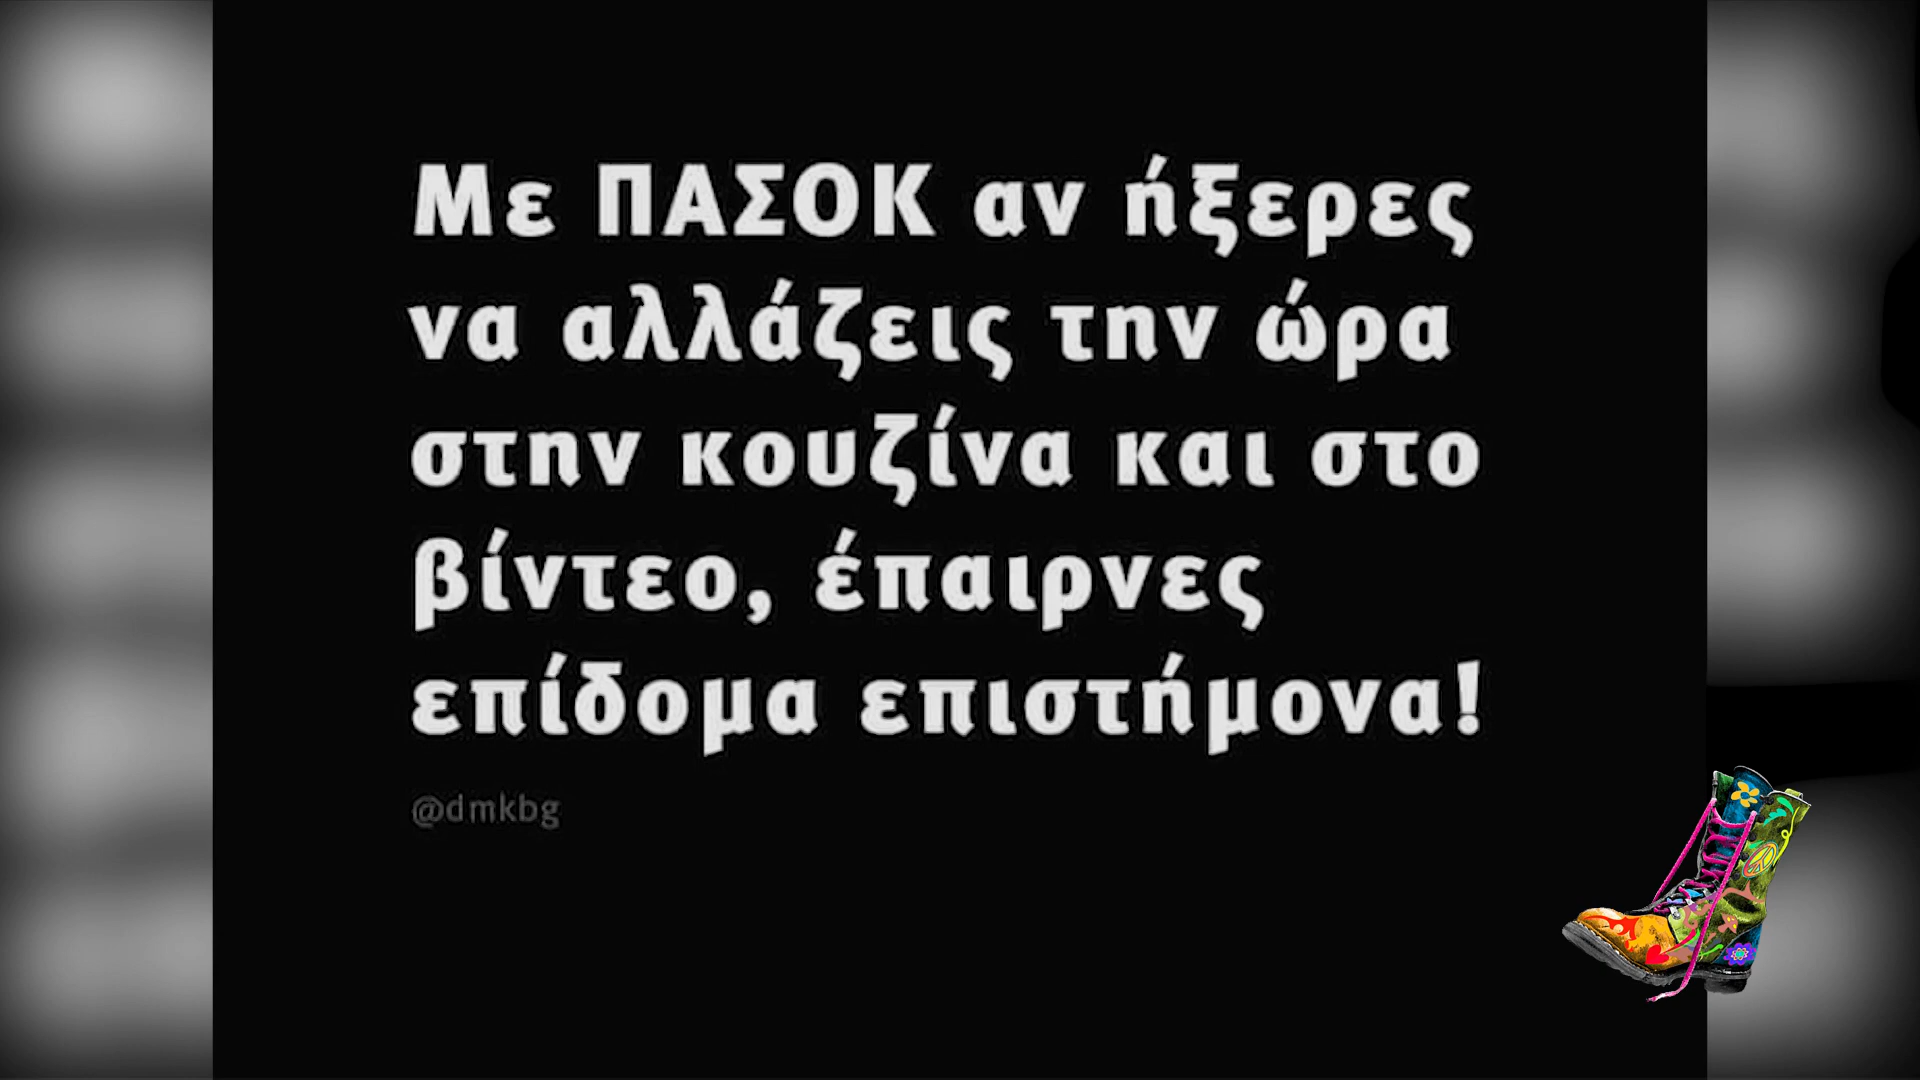 Με ΠΑΣΟΚ αν ήξερες
να αλλάζεις την ώρα
στην κουζίνα και στο
βίντεο, έπαιρνες
επίδομα επιστήμονα!
@dmkbg